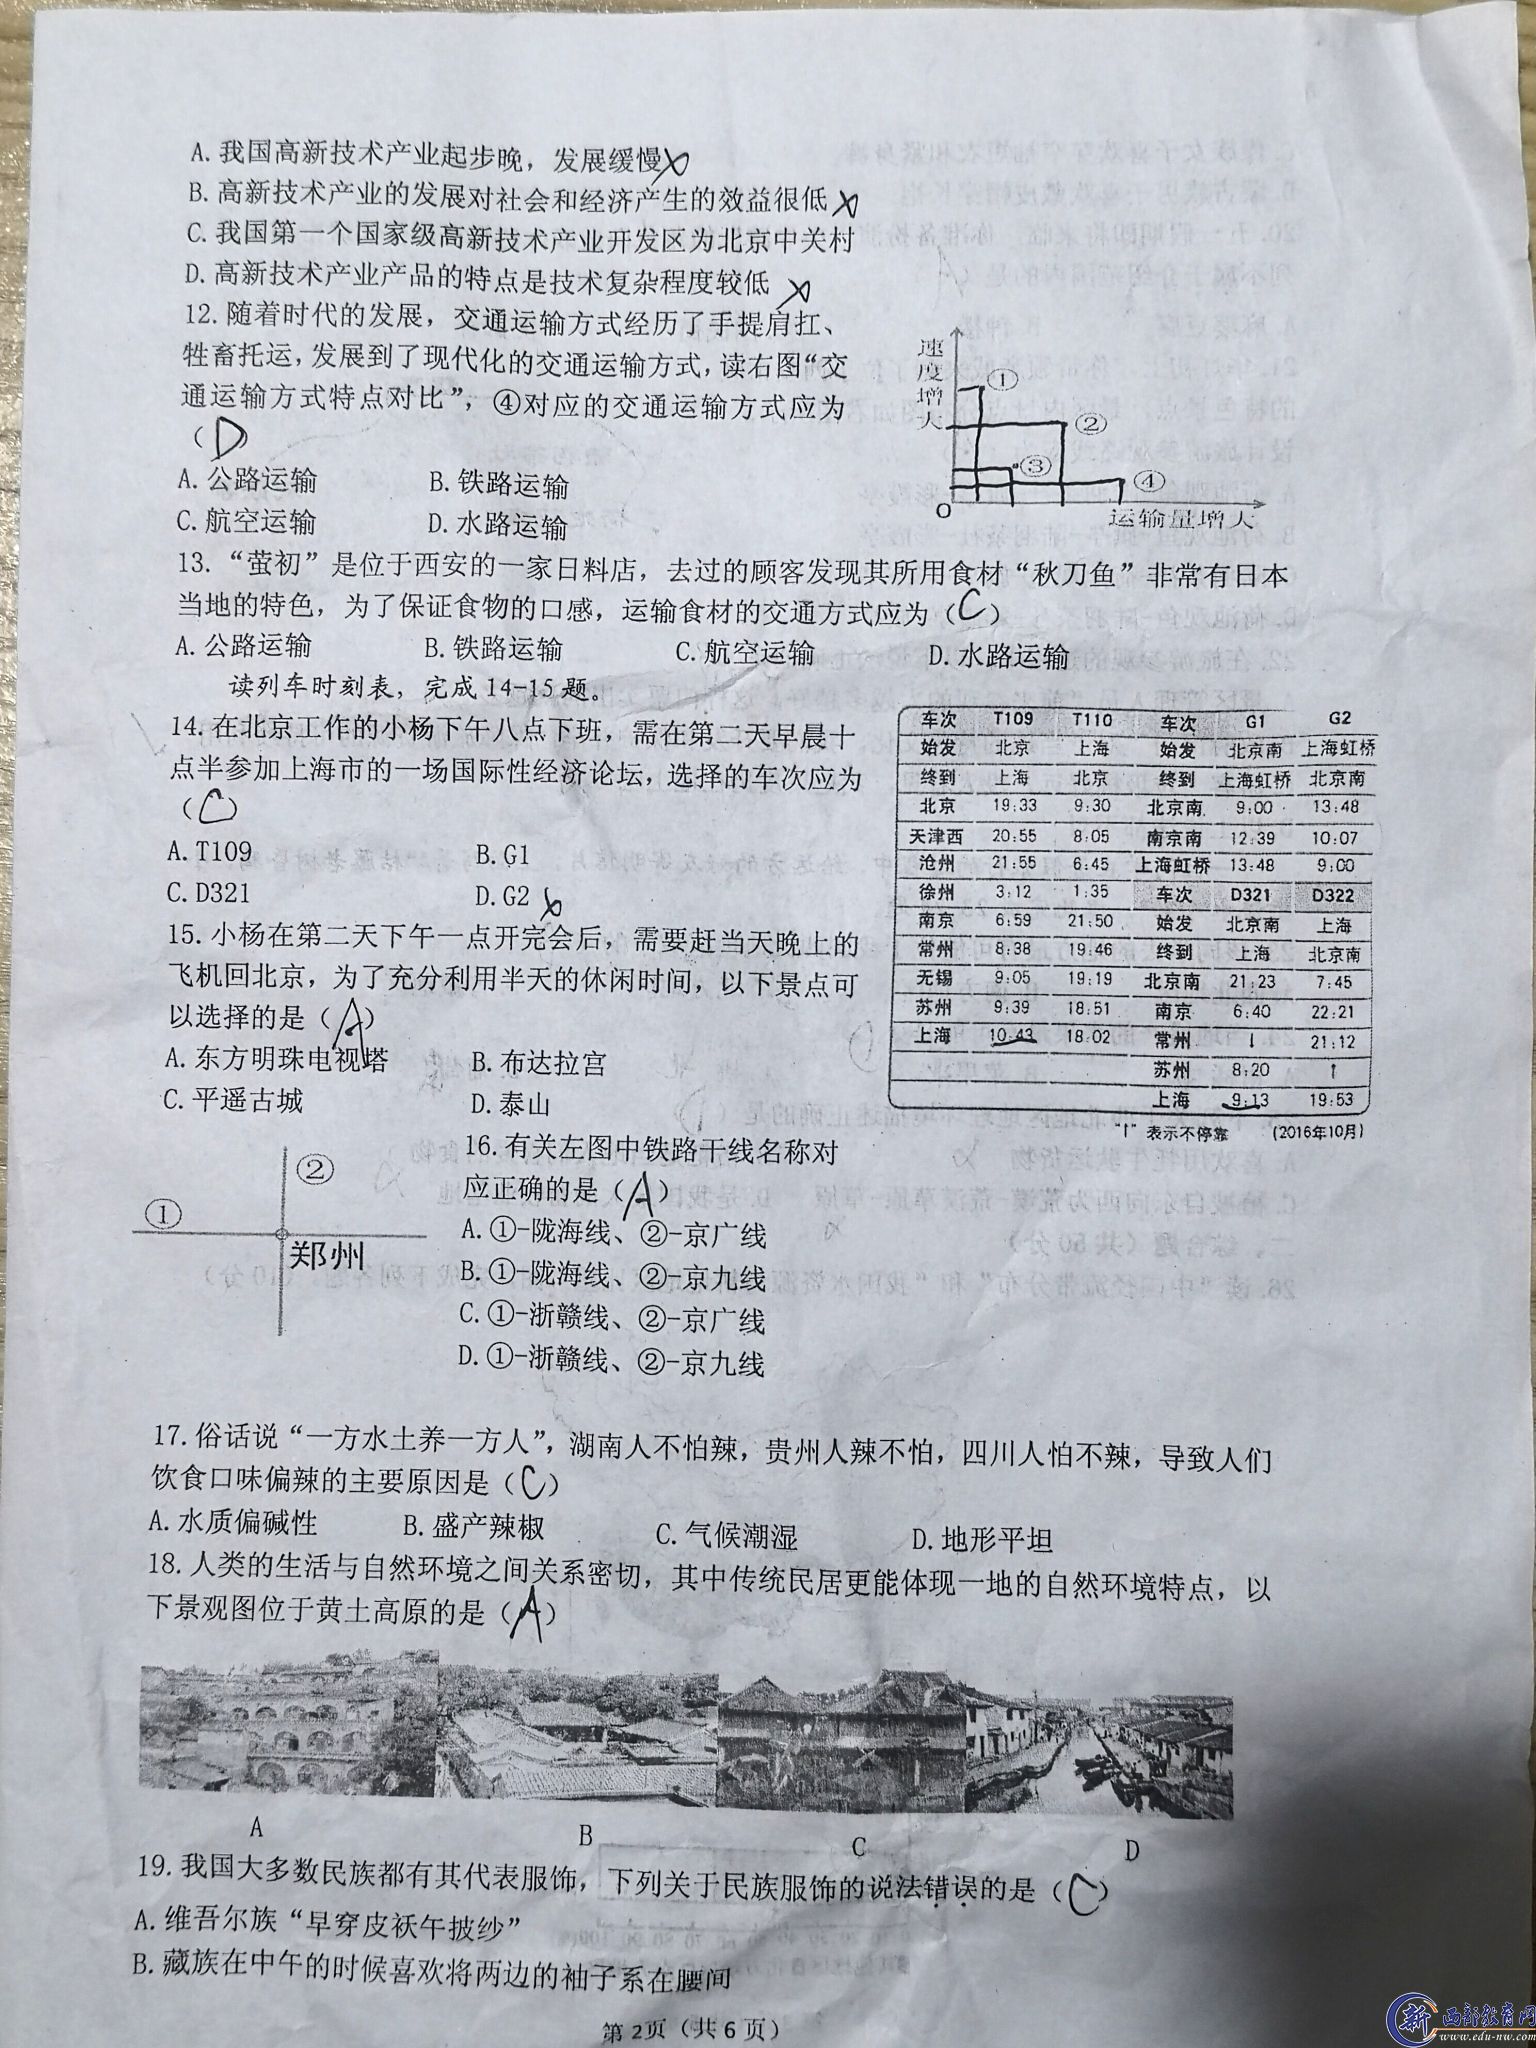 A.我国高新技术产业起步晚，发展缓慢
B.高新技术产业的发展对社会和经济产生的效益很低
C.我国第一个国家级高新技术产业开发区为北京中关村
D.高新技术产业产品的特点是技术复杂程度较低
12.随着时代的发展，交通运输方式经历了手提肩扛、
牲畜托运，发展到了现代化的交通运输方式，读右图“交
通运输方式特点对比”，④对应的交通运输方式应为
（D）
A.公路运输 B.铁路运输
C.航空运输 D.水路运输
速度增大
①
②
③
④
O
运输量增大
13.“萤初”是位于西安的一家日料店，去过的顾客发现其所用食材“秋刀鱼”非常有日本
当地的特色，为了保证食物的口感，运输食材的交通方式应为（C）
A.公路运输 B.铁路运输 C.航空运输 D.水路运输
读列车时刻表，完成14-15题。
14.在北京工作的小杨下午八点下班，需在第二天早晨十
点半参加上海市的一场国际性经济论坛，选择的车次应为
（C）
A.T109 B.G1
C.D321 D.G2
15.小杨在第二天下午一点开完会后，需要赶当天晚上的
飞机回北京，为了充分利用半天的休闲时间，以下景点可
以选择的是（A）
A.东方明珠电视塔 B.布达拉宫
C.平遥古城 D.泰山
车次 T109 T110 车次 G1 G2
始发 北京 上海 始发 北京南 上海虹桥
终到 上海 北京 终到 上海虹桥 北京南
北京 19:33 9:30 北京南 9:00 13:48
天津西 20:55 8:05 南京南 12:39 10:07
沧州 21:55 6:45 上海虹桥 13:48 9:00
徐州 3:12 1:35 车次 D321 D322
南京 6:59 21:50 始发 北京南 上海
常州 8:38 19:46 终到 上海 北京南
无锡 9:05 19:19 北京南 21:23 7:45
苏州 9:39 18:51 南京 6:40 22:21
上海 10:43 18:02 常州 ↓ 21:12
苏州 8:20 ↑
上海 9:13 19:53
“↑”表示不停靠 (2016年10月)
①
②
郑州
16.有关左图中铁路干线名称对
应正确的是（A）
A.①-陇海线、②-京广线
B.①-陇海线、②-京九线
C.①-浙赣线、②-京广线
D.①-浙赣线、②-京九线
17.俗话说“一方水土养一方人”，湖南人不怕辣，贵州人辣不怕，四川人怕不辣，导致人们
饮食口味偏辣的主要原因是（C）
A.水质偏碱性 B.盛产辣椒 C.气候潮湿 D.地形平坦
18.人类的生活与自然环境之间关系密切，其中传统民居更能体现一地的自然环境特点，以
下景观图位于黄土高原的是（A）
A B C D
19.我国大多数民族都有其代表服饰，下列关于民族服饰的说法错误的是（C）
A.维吾尔族“早穿皮袄午披纱”
B.藏族在中午的时候喜欢将两边的袖子系在腰间
第 2页（共 6 页）
新 西部教育网
www.edu-nw.com